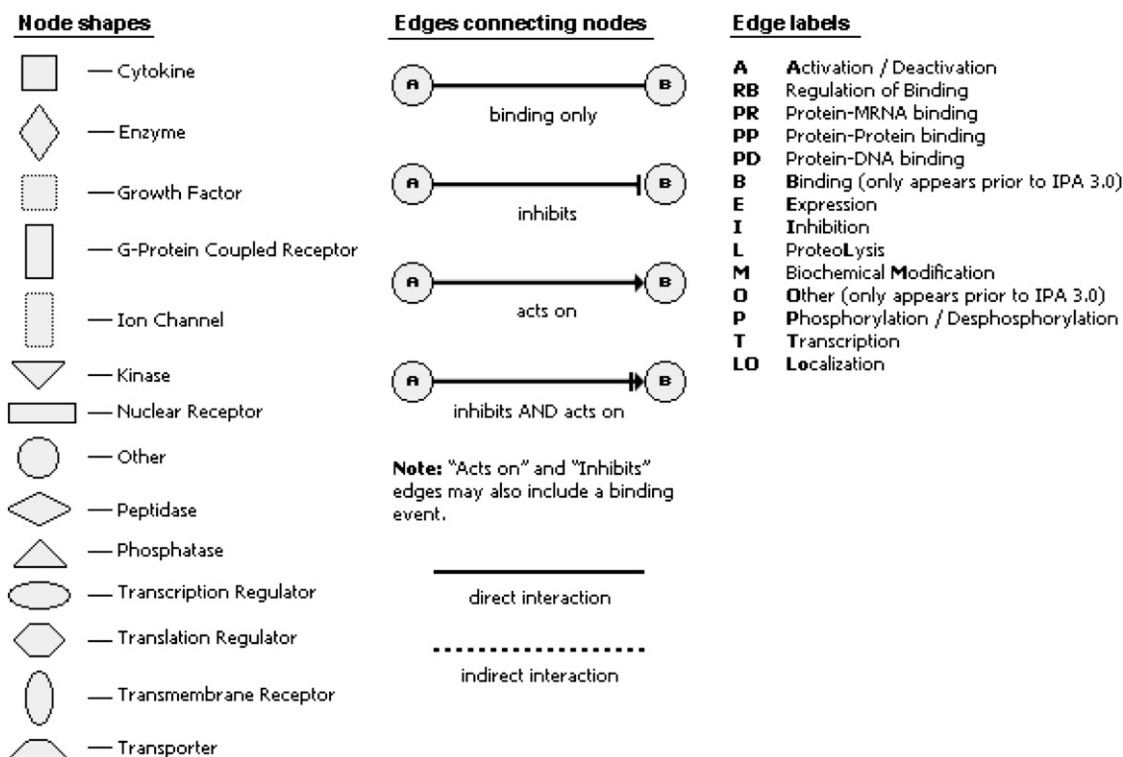 Node shapes
Cytokine
Enzyme
Growth Factor
G-Protein Coupled Receptor
Ion Channel
Kinase
Nuclear Receptor
Other
Peptidase
Phosphatase
Transcription Regulator
Translation Regulator
Transmembrane Receptor
Transporter
Edges connecting nodes
A B
binding only
A B
inhibits
A B
acts on
A B
inhibits AND acts on
Note: "Acts on" and "Inhibits"
edges may also include a binding
event.
direct interaction
indirect interaction
Edge labels
A Activation / Deactivation
RB Regulation of Binding
PR Protein-MRNA binding
PP Protein-Protein binding
PD Protein-DNA binding
B Binding (only appears prior to IPA 3.0)
E Expression
I Inhibition
L ProteoLysis
M Biochemical Modification
O Other (only appears prior to IPA 3.0)
P Phosphorylation / Desphosphorylation
T Transcription
LO Localization